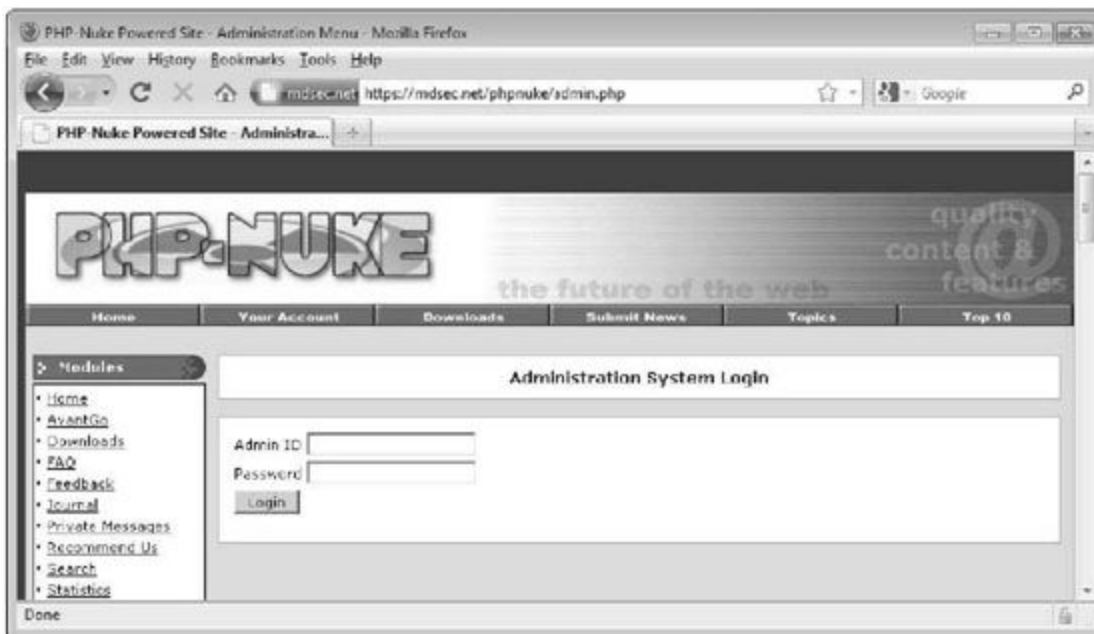 PHP-Nuke Powered Site - Administration Menu - Mozilla Firefox
File Edit View History Bookmarks Tools Help
mdsec.net https://mdsec.net/phpnuke/admin.php
Google
PHP-Nuke Powered Site - Administra...
PHP-NUKE
quality
content &
features
the future of the web
Home Your Account Downloads Submit News Topics Top 10
Modules
Home
AvantGo
Downloads
FAQ
Feedback
Journal
Private Messages
Recommend Us
Search
Statistics
Administration System Login
Admin ID
Password
Login
Done